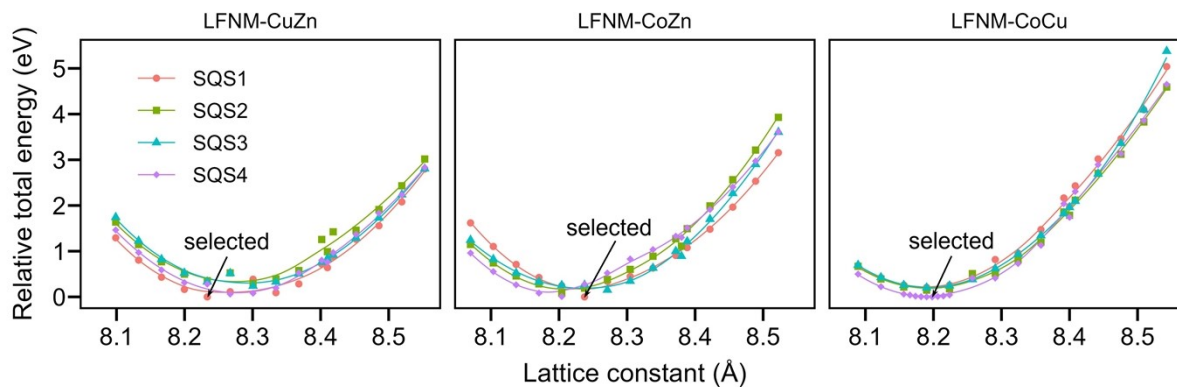 LFNM-CuZn
LFNM-CoZn
LFNM-CoCu
Relative total energy (eV)
5
4
3
2
1
0
SQS1
SQS2
SQS3
SQS4
selected
selected
selected
8.1 8.2 8.3 8.4 8.5
8.1 8.2 8.3 8.4 8.5
8.1 8.2 8.3 8.4 8.5
Lattice constant (Å)